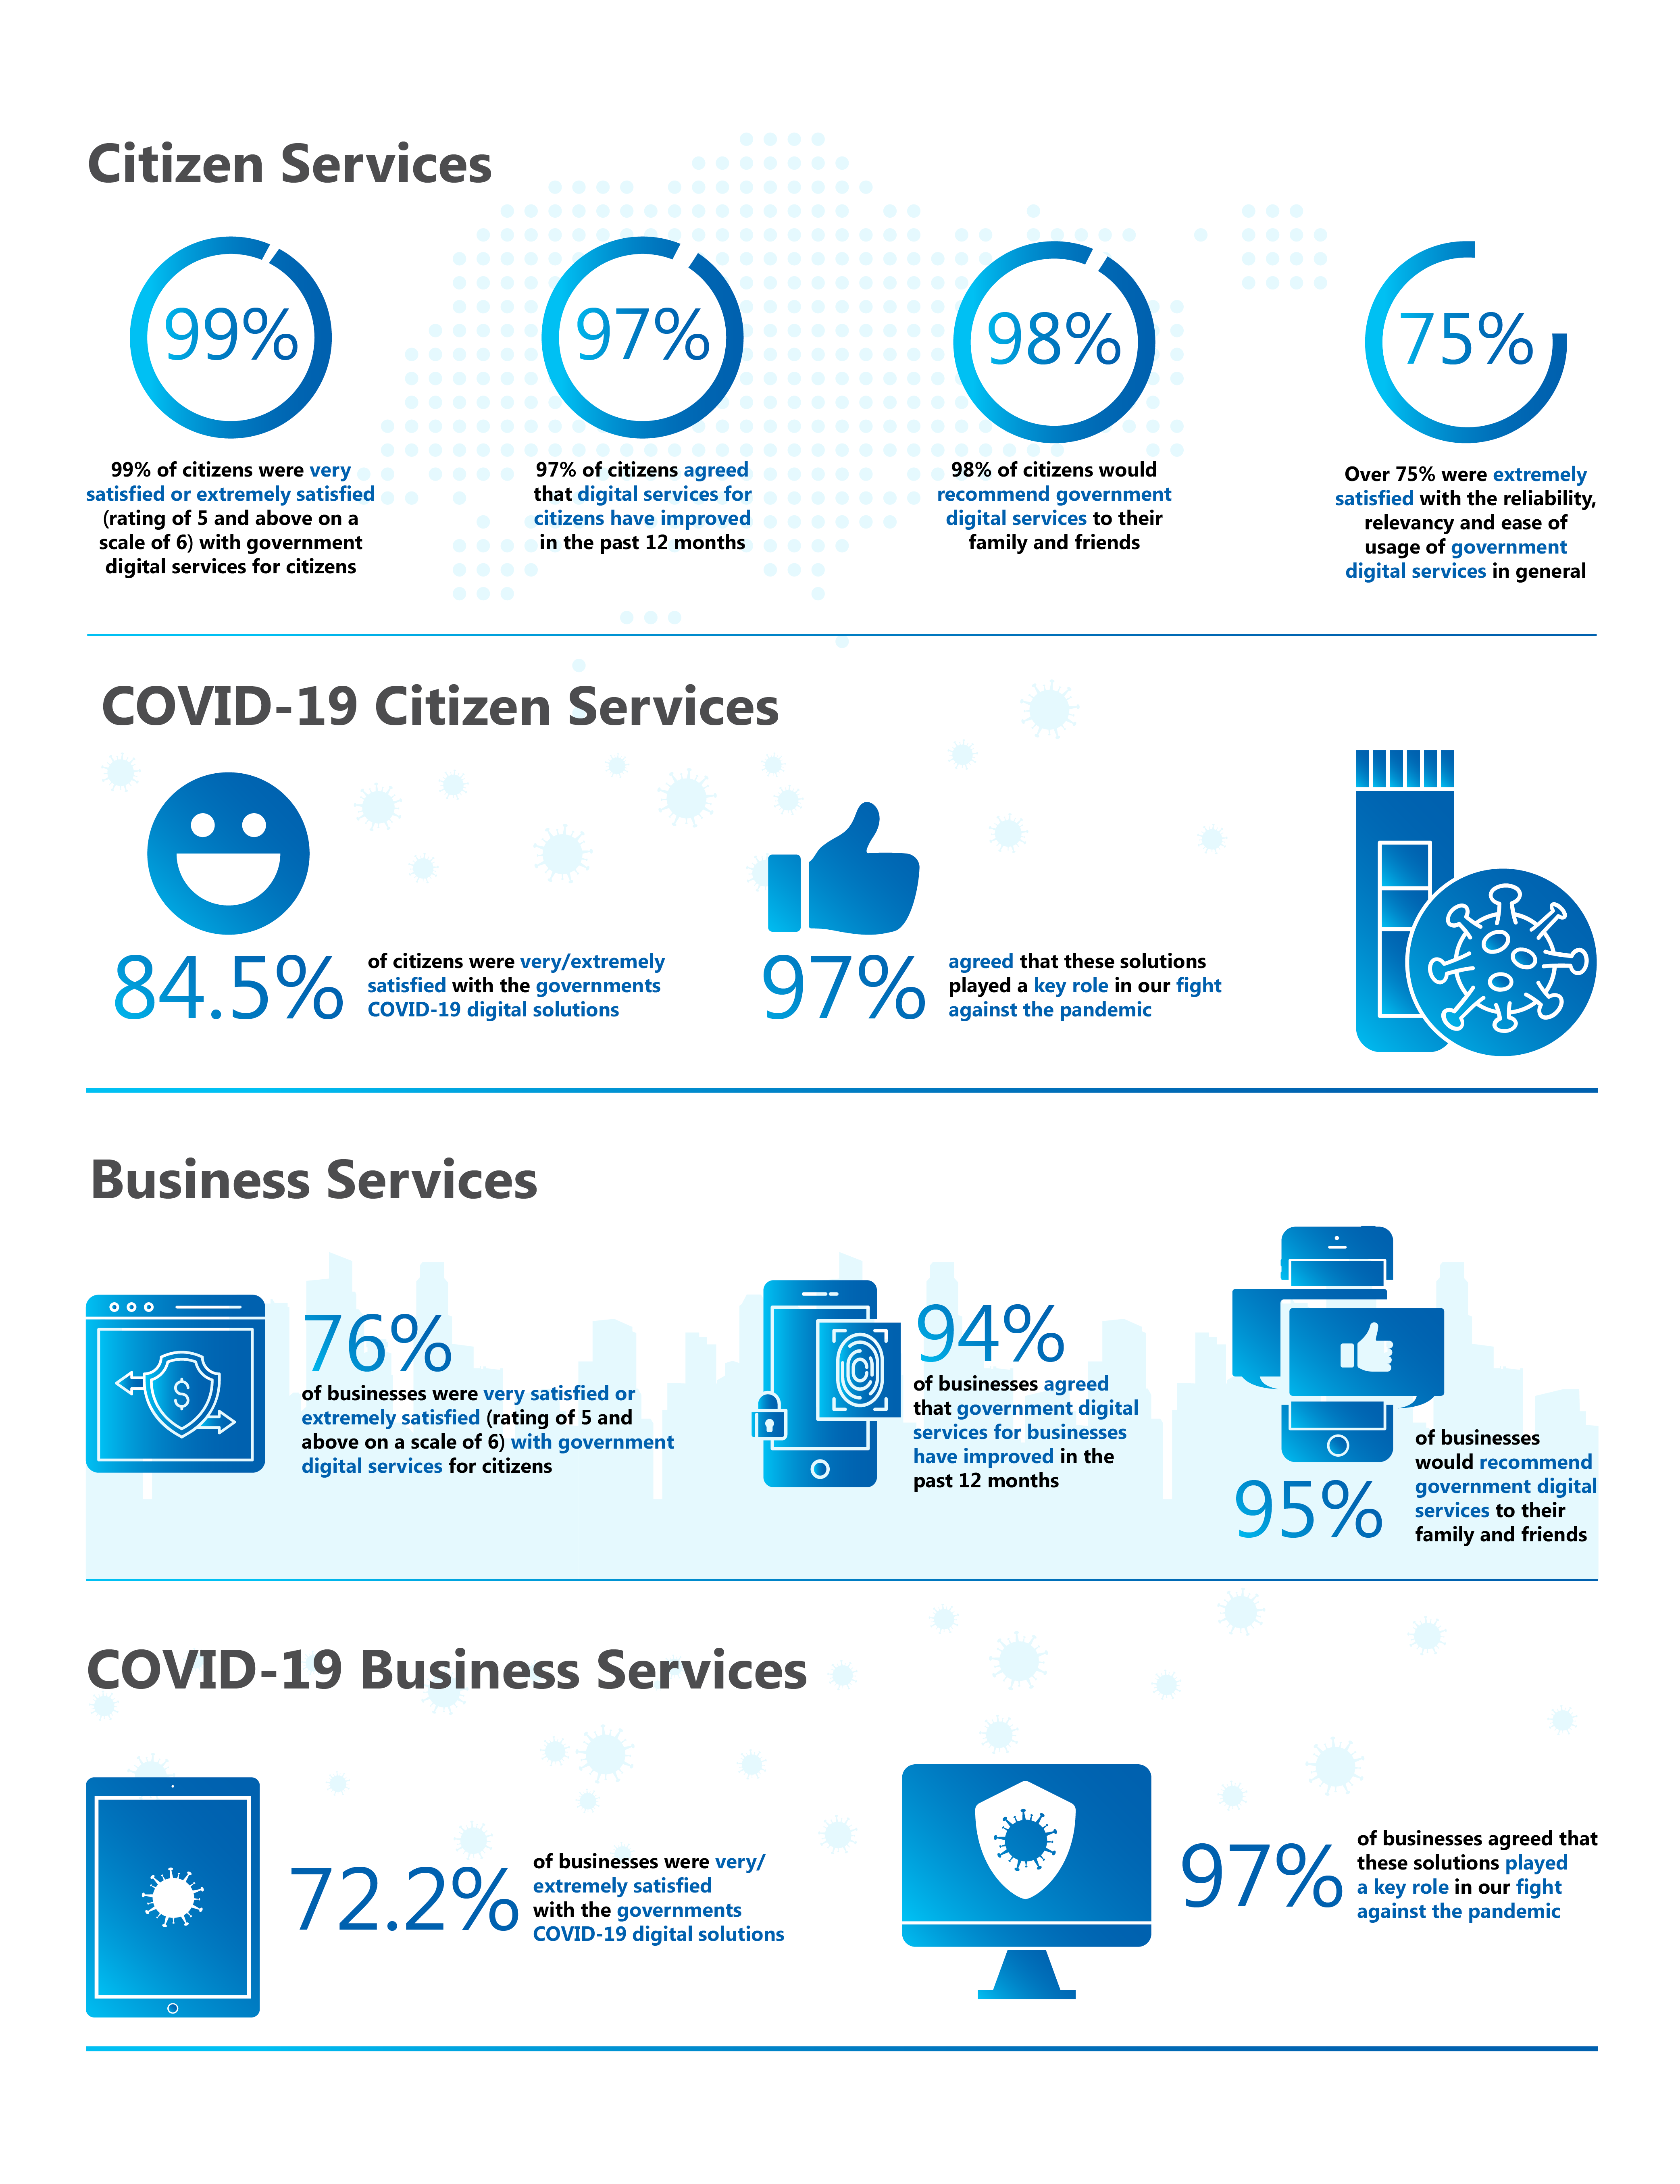 Citizen Services
99%
99% of citizens were very
satisfied or extremely satisfied
(rating of 5 and above on a
scale of 6) with government
digital services for citizens
97%
97% of citizens agreed
that digital services for
citizens have improved
in the past 12 months
98%
98% of citizens would
recommend government
digital services to their
family and friends
75%
Over 75% were extremely
satisfied with the reliability,
relevancy and ease of
usage of government
digital services in general
COVID-19 Citizen Services
84.5%
of citizens were very/extremely
satisfied with the governments
COVID-19 digital solutions
97%
agreed that these solutions
played a key role in our fight
against the pandemic
Business Services
$
76%
of businesses were very satisfied or
extremely satisfied (rating of 5 and
above on a scale of 6) with government
digital services for citizens
94%
of businesses agreed
that government digital
services for businesses
have improved in the
past 12 months
95%
of businesses
would recommend
government digital
services to their
family and friends
COVID-19 Business Services
72.2%
of businesses were very/
extremely satisfied
with the governments
COVID-19 digital solutions
97%
of businesses agreed that
these solutions played
a key role in our fight
against the pandemic